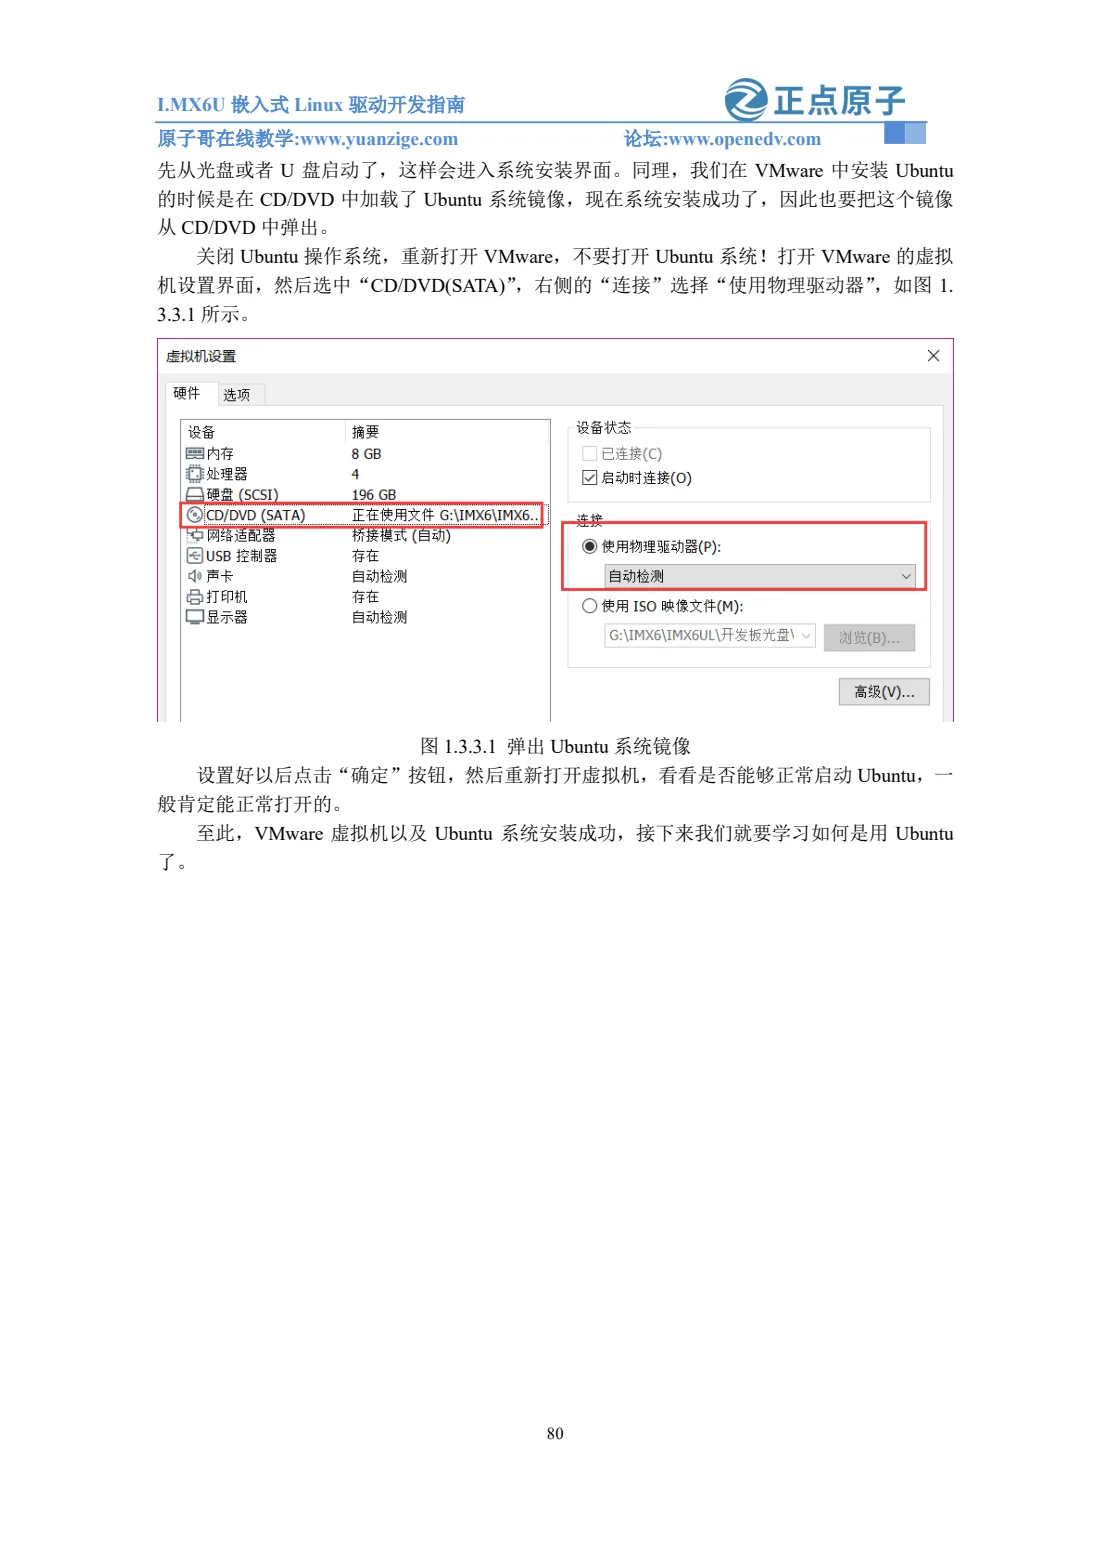 I.MX6U 嵌入式 Linux 驱动开发指南
正点原子
原子哥在线教学:www.yuanzige.com 论坛:www.openedv.com
先从光盘或者 U 盘启动了，这样会进入系统安装界面。同理，我们在 VMware 中安装 Ubuntu
的时候是在 CD/DVD 中加载了 Ubuntu 系统镜像，现在系统安装成功了，因此也要把这个镜像
从 CD/DVD 中弹出。
关闭 Ubuntu 操作系统，重新打开 VMware，不要打开 Ubuntu 系统！打开 VMware 的虚拟
机设置界面，然后选中“CD/DVD(SATA)”，右侧的“连接”选择“使用物理驱动器”，如图 1.
3.3.1 所示。
虚拟机设置
硬件 选项
设备 摘要
内存 8 GB
处理器 4
硬盘 (SCSI) 196 GB
CD/DVD (SATA) 正在使用文件 G:\IMX6\IMX6...
网络适配器 桥接模式 (自动)
USB 控制器 存在
声卡 自动检测
打印机 存在
显示器 自动检测
设备状态
已连接(C)
启动时连接(O)
连接
使用物理驱动器(P):
自动检测
使用 ISO 映像文件(M):
G:\IMX6\IMX6UL\开发板光盘\ 浏览(B)...
高级(V)...
图 1.3.3.1 弹出 Ubuntu 系统镜像
设置好以后点击“确定”按钮，然后重新打开虚拟机，看看是否能够正常启动 Ubuntu，一
般肯定能正常打开的。
至此，VMware 虚拟机以及 Ubuntu 系统安装成功，接下来我们就要学习如何是用 Ubuntu
了。
80